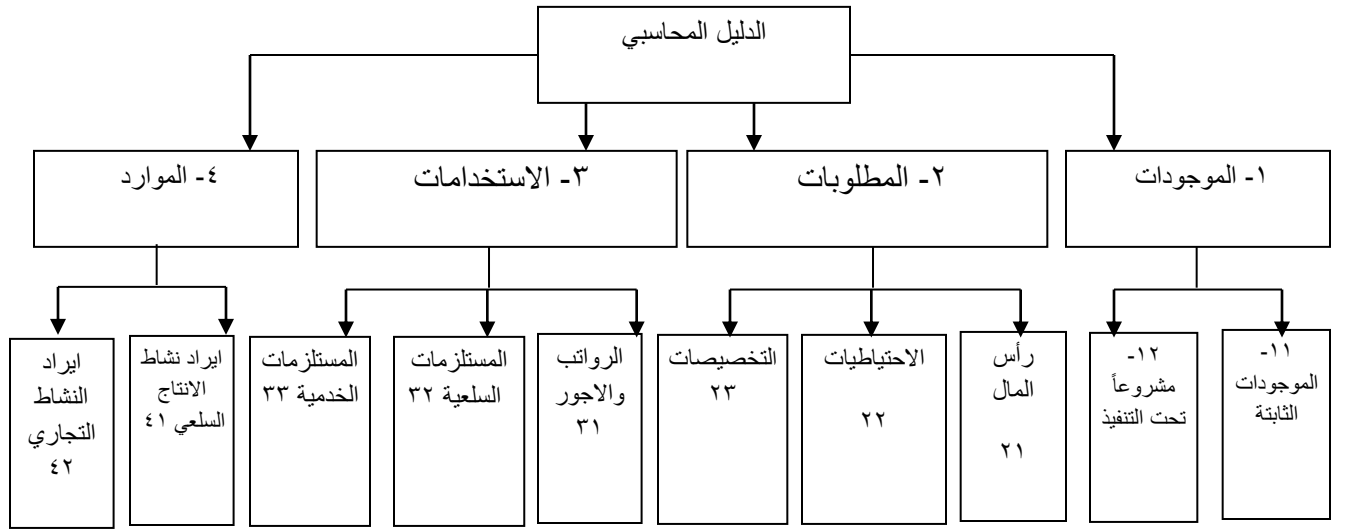 الدليل المحاسبي
١- الموجودات
٢- المطلوبات
٣- الاستخدامات
٤- الموارد
١١-
الموجودات
الثابتة
١٢-
مشروعاً
تحت التنفيذ
رأس
المال
٢١
الاحتياطيات
٢٢
التخصيصات
٢٣
الرواتب
والاجور
٣١
المستلزمات
السلعية ٣٢
المستلزمات
الخدمية ٣٣
ايراد نشاط
الانتاج
السلعي ٤١
ايراد
النشاط
التجاري
٤٢